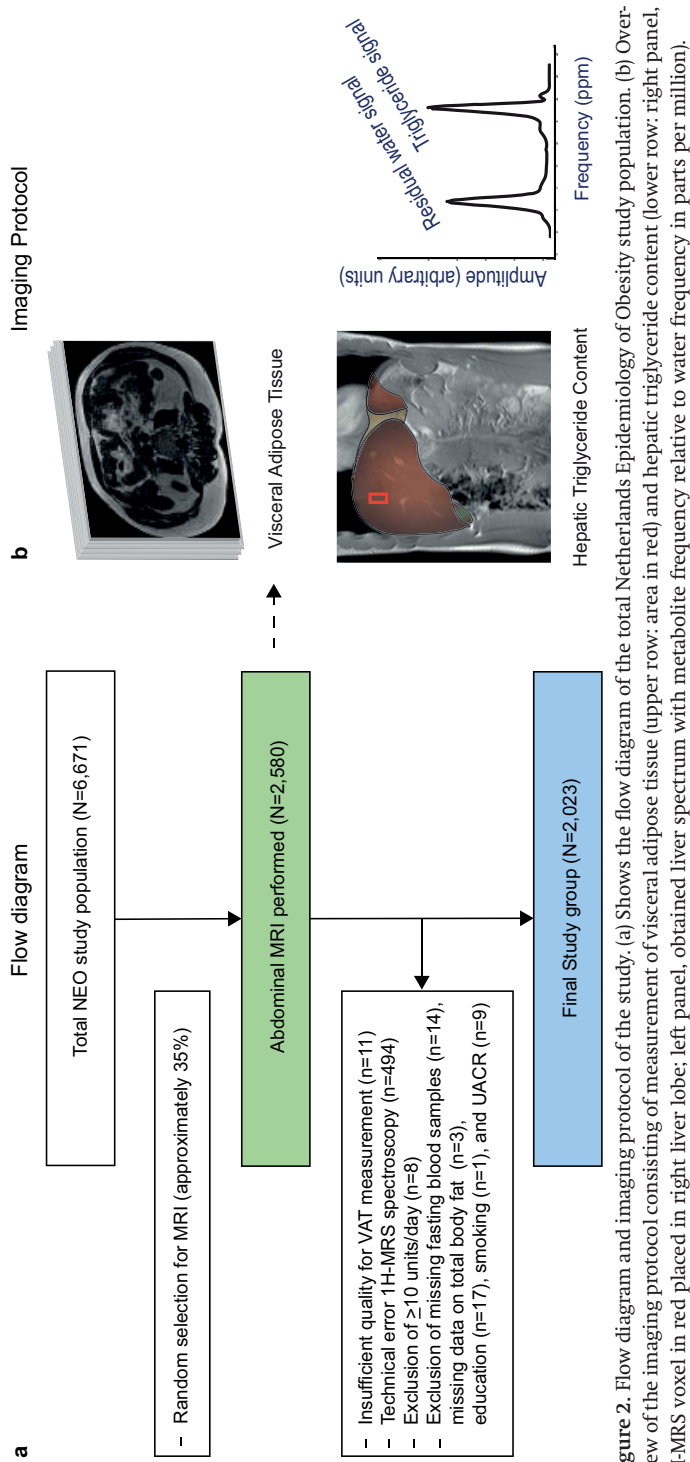 a
Flow diagram
Total NEO study population (N=6,671)
– Random selection for MRI (approximately 35%)
Abdominal MRI performed (N=2,580)
– Insufficient quality for VAT measurement (n=11)
– Technical error 1H-MRS spectroscopy (n=494)
– Exclusion of ≥10 units/day (n=8)
– Exclusion of missing fasting blood samples (n=14),
missing data on total body fat (n=3),
education (n=17), smoking (n=1), and UACR (n=9)
Final Study group (N=2,023)
b
Imaging Protocol
Visceral Adipose Tissue
Hepatic Triglyceride Content
Amplitude (arbitrary units)
Residual water signal
Triglyceride signal
Frequency (ppm)
gure 2. Flow diagram and imaging protocol of the study. (a) Shows the flow diagram of the total Netherlands Epidemiology of Obesity study population. (b) Over-
ew of the imaging protocol consisting of measurement of visceral adipose tissue (upper row: area in red) and hepatic triglyceride content (lower row: right panel,
H-MRS voxel in red placed in right liver lobe; left panel, obtained liver spectrum with metabolite frequency relative to water frequency in parts per million).